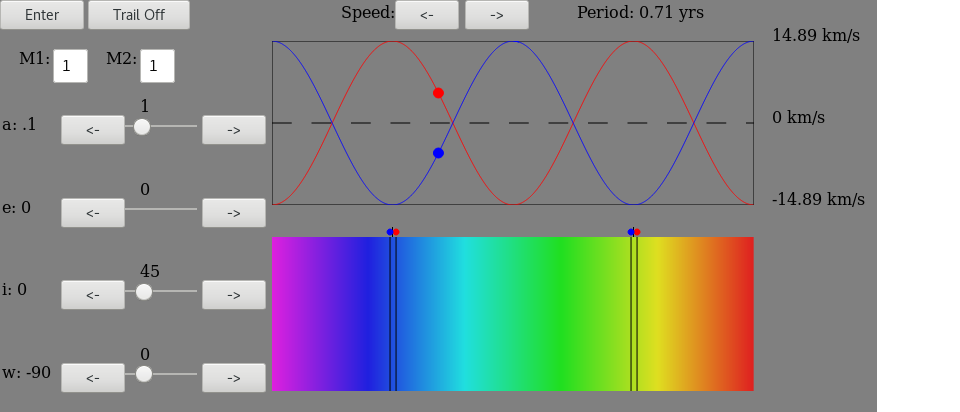 Enter Trail Off Speed: <- -> Period: 0.71 yrs
14.89 km/s
M1: 1 M2: 1
1
a: .1 <- -> 0 km/s
0
e: 0 <- -> -14.89 km/s
45
i: 0 <- ->
0
w: -90 <- ->